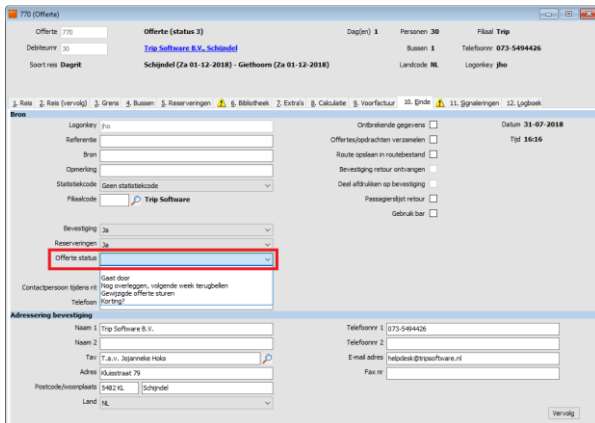 770 (Offerte)
Offerte 770 Offerte (status 3) Dag(en) 1 Personen 30 Filiaal Trip
Debiteurnr 30 Trip Software B.V., Schijndel Bussen 1 Telefoonnr 073-5494426
Soort reis Dagrit Schijndel (Za 01-12-2018) - Giethoorn (Za 01-12-2018) Landcode NL Logonkey jho
1. Reis 2. Reis (vervolg) 3. Grens 4. Bussen 5. Reserveringen 6. Bibliotheek 7. Extra's 8. Calculatie 9. Voorfactuur 10. Einde 11. Signaleringen 12. Logboek
Bron
Logonkey jho Ontbrekende gegevens Datum 31-07-2018
Referentie Offertes/opdrachten verzamelen Tijd 16:16
Bron Route opslaan in routebestand
Opmerking Bevestiging retour ontvangen
Statistiekcode Geen statistiekcode Deel afdrukken op bevestiging
Filiaalcode Trip Software Passagierslijst retour
Gebruik bar
Bevestiging Ja
Reserveringen Ja
Offerte status
Gaat door
Contactpersoon tijdens rit Nog overleggen, volgende week terugbellen
Gewijzigde offerte sturen
Telefoon Korting?
Adressering bevestiging
Naam 1 Trip Software B.V. Telefoonnr 1 073-5494426
Naam 2 Telefoonnr 2
Tav T.a.v. Jojanneke Hoks E-mail adres helpdesk@tripsoftware.nl
Adres Kluisstraat 79 Fax nr
Postcode/woonplaats 5482 KL Schijndel
Land NL
Vervolg